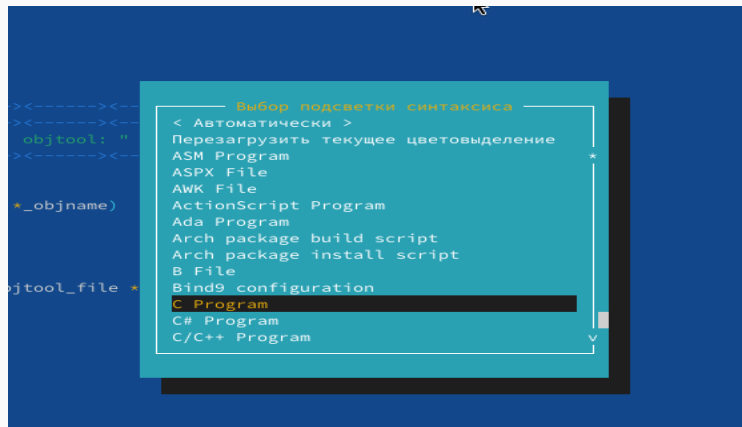 ><------><--
Выбор подсветки синтаксиса
><------><--
< Автоматически >
objtool: "
Перезагрузить текущее цветовыделение
><------><--
ASM Program
*
ASPX File
AWK File
*_objname)
ActionScript Program
Ada Program
Arch package build script
Arch package install script
B File
jtool_file *
Bind9 configuration
C Program
C# Program
C/C++ Program
v